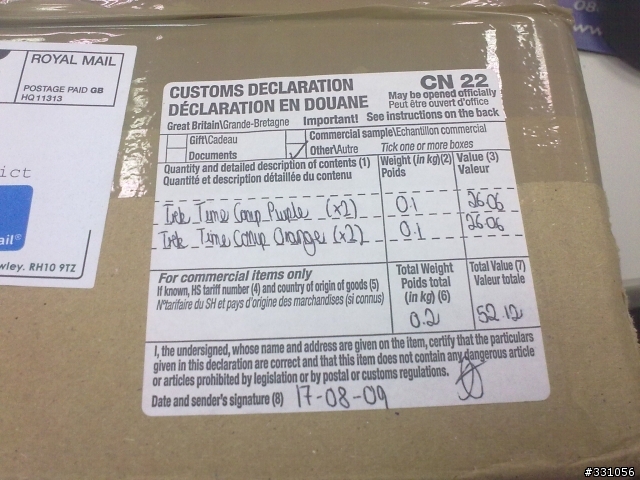 ROYAL MAIL
POSTAGE PAID GB
HQ11313
ict
ail®
wley. RH10 9TZ
CUSTOMS DECLARATION
DÉCLARATION EN DOUANE
CN 22
May be opened officially
Peut être ouvert d'office
Great Britain\Grande-Bretagne
Important!
See instructions on the back
Gift\Cadeau
Commercial sample\Echantillon commercial
Documents
Other\Autre
Tick one or more boxes
Quantity and detailed description of contents (1)
Quantité et description détaillée du contenu
Weight (in kg)(2)
Poids
Value (3)
Valeur
Time Purple (x2) 0.1 26.06
Time Orange (x2) 0.1 26.06
For commercial items only
If known, HS tariff number (4) and country of origin of goods (5)
N°tarifaire du SH et pays d'origine des marchandises (si connus)
Total Weight
Poids total
(in kg) (6)
0.2
Total Value (7)
Valeur totale
52.12
I, the undersigned, whose name and address are given on the item, certify that the particulars
given in this declaration are correct and that this item does not contain any dangerous article
or articles prohibited by legislation or by postal or customs regulations.
Date and sender's signature (8) 17-08-09
08
#331056